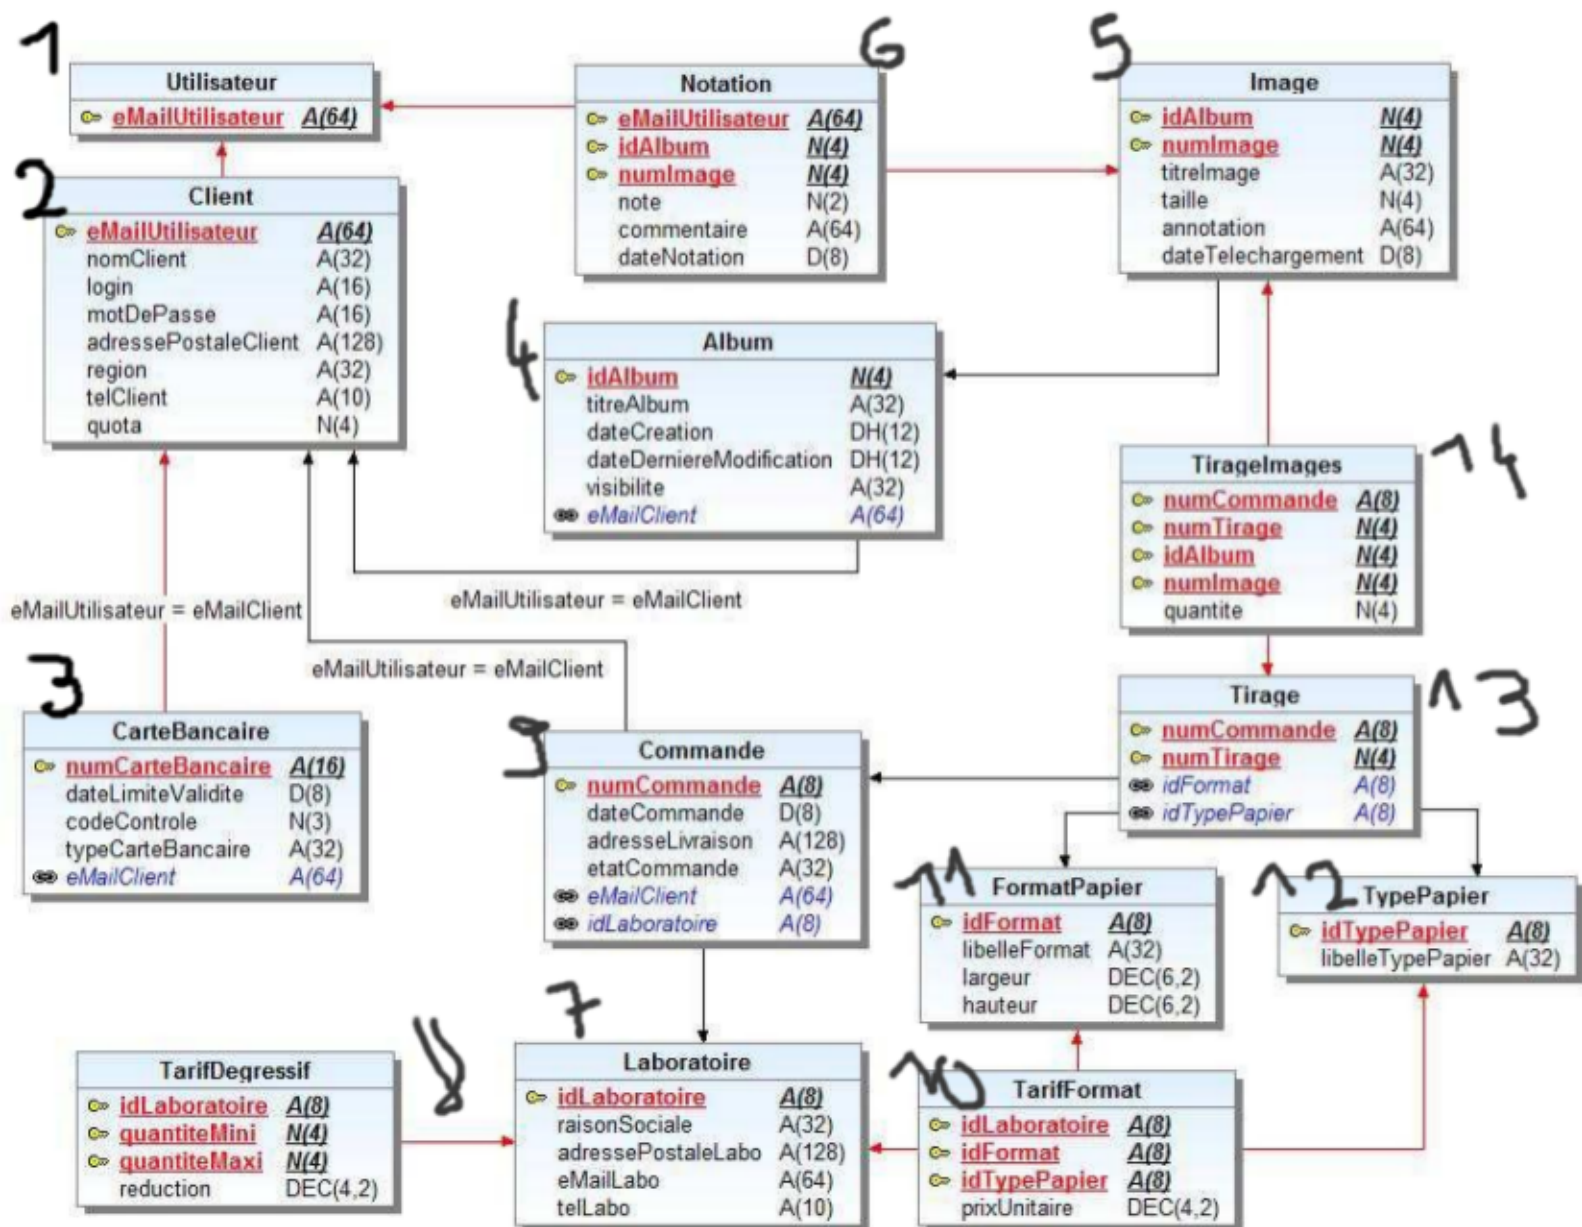 1
Utilisateur
eMailUtilisateur A(64)
6
Notation
eMailUtilisateur A(64)
idAlbum N(4)
numImage N(4)
note N(2)
commentaire A(64)
dateNotation D(8)
5
Image
idAlbum N(4)
numImage N(4)
titreImage A(32)
taille N(4)
annotation A(64)
dateTelechargement D(8)
2
Client
eMailUtilisateur A(64)
nomClient A(32)
login A(16)
motDePasse A(16)
adressePostaleClient A(128)
region A(32)
telClient A(10)
quota N(4)
4
Album
idAlbum N(4)
titreAlbum A(32)
dateCreation DH(12)
dateDerniereModification DH(12)
visibilite A(32)
eMailClient A(64)
14
TirageImages
numCommande A(8)
numTirage N(4)
idAlbum N(4)
numImage N(4)
quantite N(4)
eMailUtilisateur = eMailClient
eMailUtilisateur = eMailClient
eMailUtilisateur = eMailClient
3
CarteBancaire
numCarteBancaire A(16)
dateLimiteValidite D(8)
codeControle N(3)
typeCarteBancaire A(32)
eMailClient A(64)
9
Commande
numCommande A(8)
dateCommande D(8)
adresseLivraison A(128)
etatCommande A(32)
eMailClient A(64)
idLaboratoire A(8)
13
Tirage
numCommande A(8)
numTirage N(4)
idFormat A(8)
idTypePapier A(8)
11
FormatPapier
idFormat A(8)
libelleFormat A(32)
largeur DEC(6,2)
hauteur DEC(6,2)
12
TypePapier
idTypePapier A(8)
libelleTypePapier A(32)
8
TarifDegressif
idLaboratoire A(8)
quantiteMini N(4)
quantiteMaxi N(4)
reduction DEC(4,2)
7
Laboratoire
idLaboratoire A(8)
raisonSociale A(32)
adressePostaleLabo A(128)
eMailLabo A(64)
telLabo A(10)
10
TarifFormat
idLaboratoire A(8)
idFormat A(8)
idTypePapier A(8)
prixUnitaire DEC(4,2)